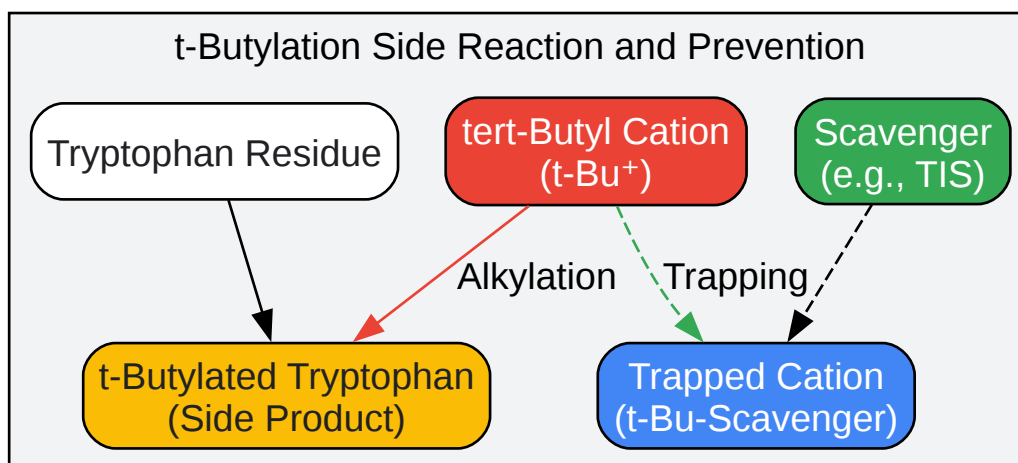 t-Butylation Side Reaction and Prevention
Tryptophan Residue
tert-Butyl Cation
(t-Bu⁺)
Scavenger
(e.g., TIS)
Alkylation
Trapping
t-Butylated Tryptophan
(Side Product)
Trapped Cation
(t-Bu-Scavenger)